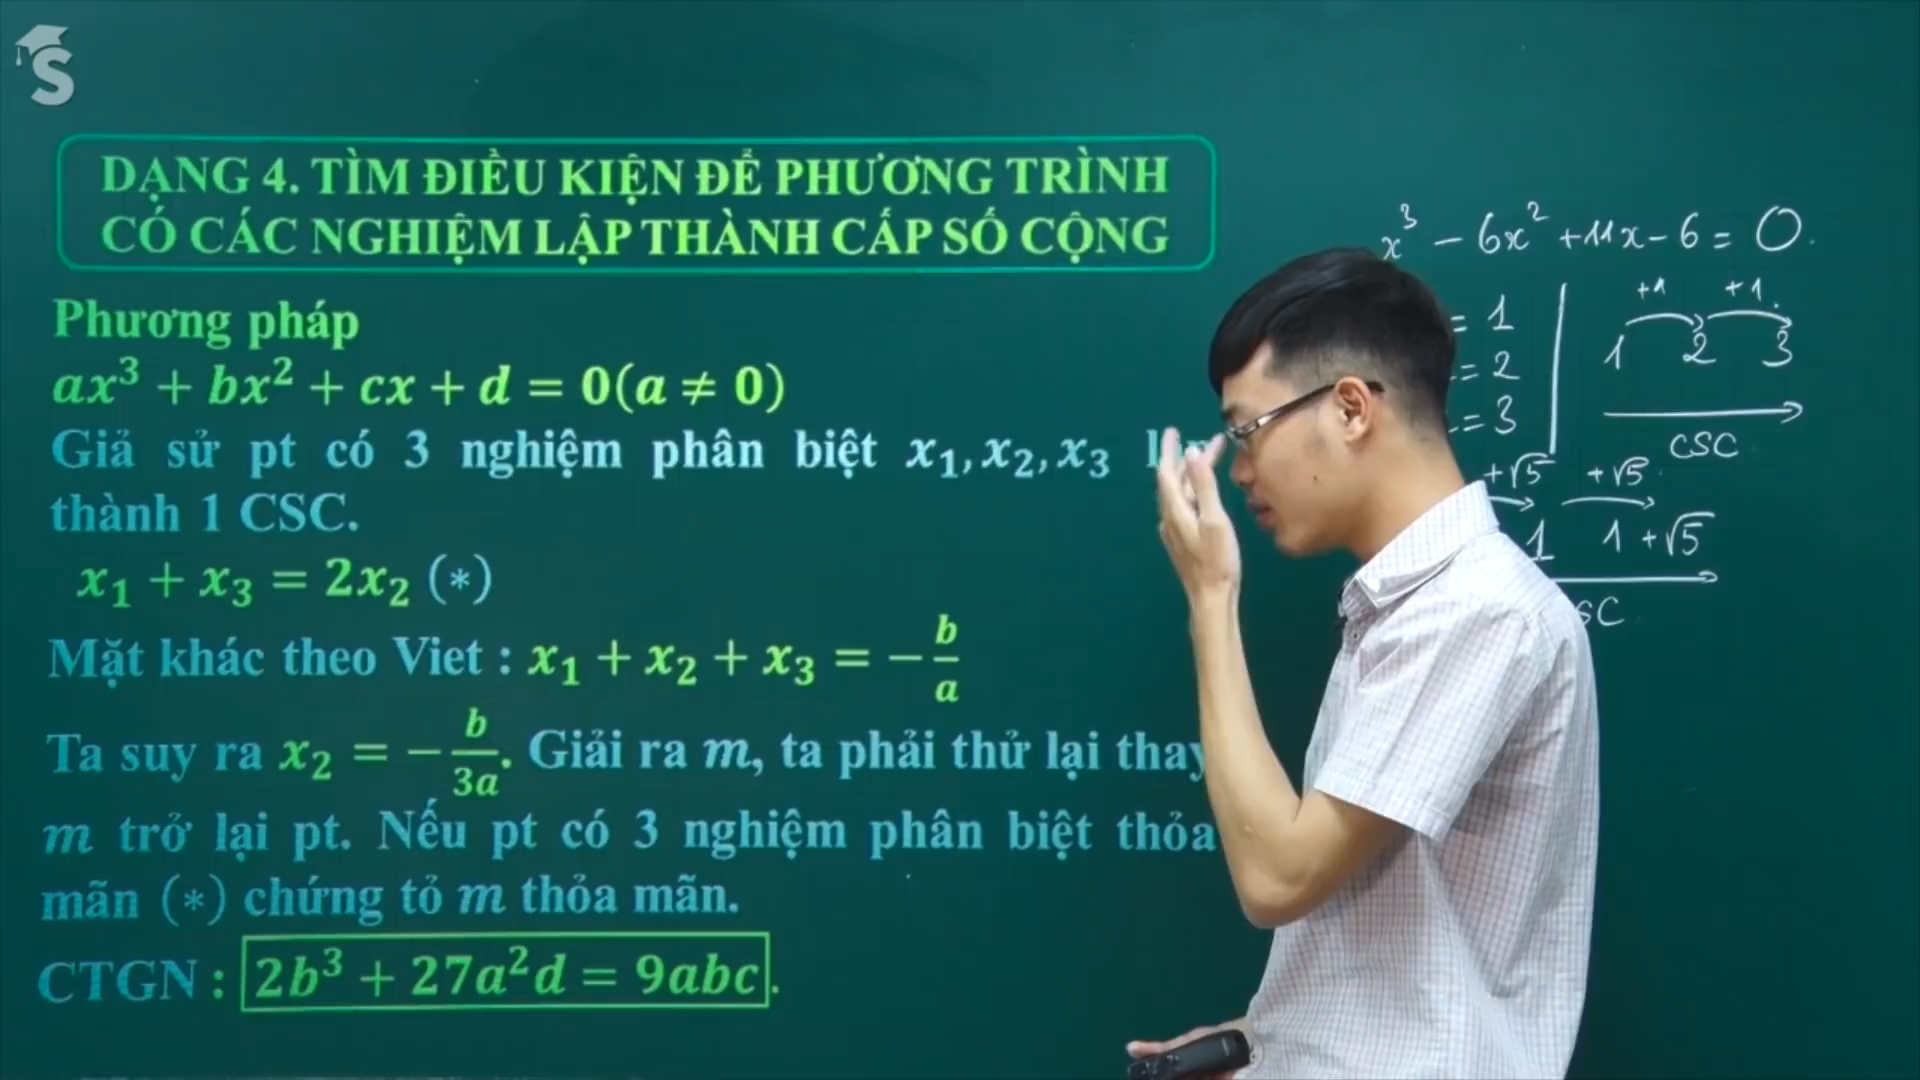 S
DẠNG 4. TÌM ĐIỀU KIỆN ĐỂ PHƯƠNG TRÌNH
CÓ CÁC NGHIỆM LẬP THÀNH CẤP SỐ CỘNG
Phương pháp
ax³ + bx² + cx + d = 0(a ≠ 0)
Giả sử pt có 3 nghiệm phân biệt x₁, x₂, x₃
thành 1 CSC.
x₁ + x₃ = 2x₂ (*)
Mặt khác theo Viet : x₁ + x₂ + x₃ = −b/a
Ta suy ra x₂ = −b/3a. Giải ra m, ta phải thử lại thay
m trở lại pt. Nếu pt có 3 nghiệm phân biệt thỏa
mãn (*) chứng tỏ m thỏa mãn.
CTGN : 2b³ + 27a²d = 9abc.
x³ − 6x² + 11x − 6 = 0.
= 1
= 2
= 3
+1 +1
1 2 3
CSC
+√5 +√5
1 1 + √5
SC